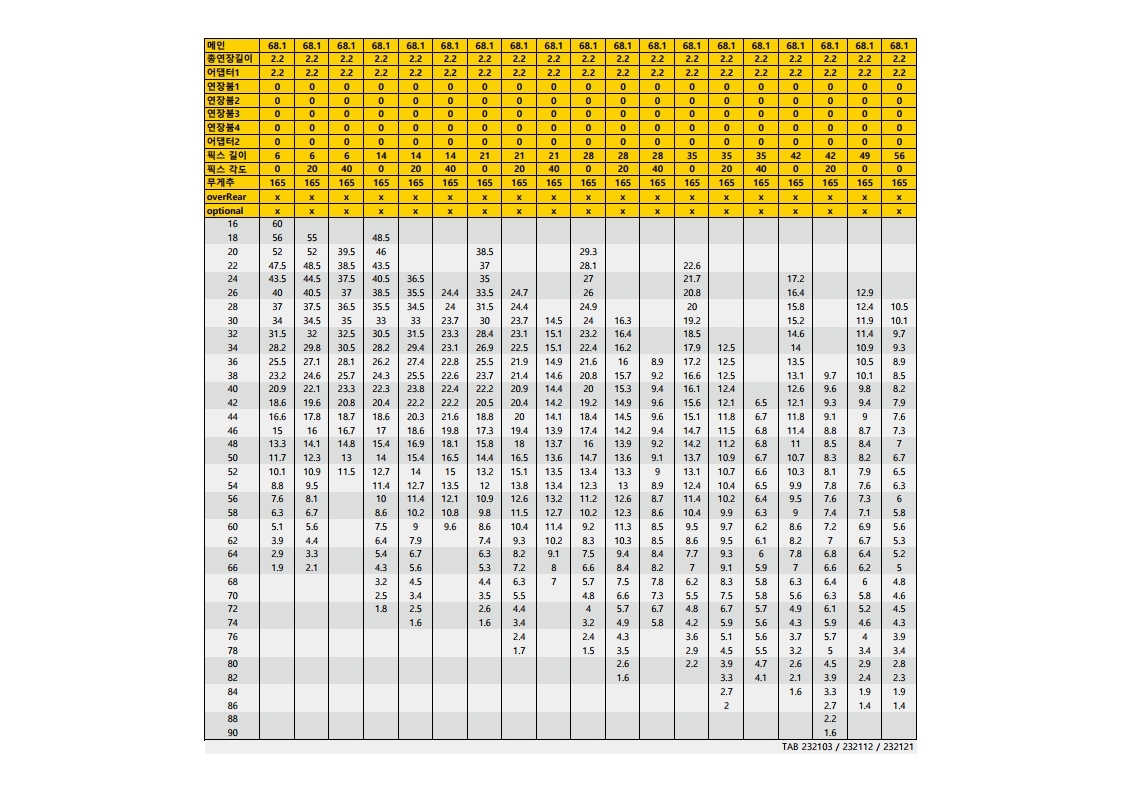 메인 68.1 68.1 68.1 68.1 68.1 68.1 68.1 68.1 68.1 68.1 68.1 68.1 68.1 68.1 68.1 68.1 68.1 68.1 68.1
총연장길이 2.2 2.2 2.2 2.2 2.2 2.2 2.2 2.2 2.2 2.2 2.2 2.2 2.2 2.2 2.2 2.2 2.2 2.2 2.2
어댑터1 2.2 2.2 2.2 2.2 2.2 2.2 2.2 2.2 2.2 2.2 2.2 2.2 2.2 2.2 2.2 2.2 2.2 2.2 2.2
연장붐1 0 0 0 0 0 0 0 0 0 0 0 0 0 0 0 0 0 0 0
연장붐2 0 0 0 0 0 0 0 0 0 0 0 0 0 0 0 0 0 0 0
연장붐3 0 0 0 0 0 0 0 0 0 0 0 0 0 0 0 0 0 0 0
연장붐4 0 0 0 0 0 0 0 0 0 0 0 0 0 0 0 0 0 0 0
어댑터2 0 0 0 0 0 0 0 0 0 0 0 0 0 0 0 0 0 0 0
픽스 길이 6 6 6 14 14 14 21 21 21 28 28 28 35 35 35 42 42 49 56
픽스 각도 0 20 40 0 20 40 0 20 40 0 20 40 0 20 40 0 20 0 0
무게추 165 165 165 165 165 165 165 165 165 165 165 165 165 165 165 165 165 165 165
overRear x x x x x x x x x x x x x x x x x x x
optional x x x x x x x x x x x x x x x x x x x
16 60
18 56 55 48.5
20 52 52 39.5 46 38.5 29.3
22 47.5 48.5 38.5 43.5 37 28.1 22.6
24 43.5 44.5 37.5 40.5 36.5 35 27 21.7 17.2
26 40 40.5 37 38.5 35.5 24.4 33.5 24.7 26 20.8 16.4 12.9
28 37 37.5 36.5 35.5 34.5 24 31.5 24.4 24.9 20 15.8 12.4 10.5
30 34 34.5 35 33 33 23.7 30 23.7 14.5 24 16.3 19.2 15.2 11.9 10.1
32 31.5 32 32.5 30.5 31.5 23.3 28.4 23.1 15.1 23.2 16.4 18.5 14.6 11.4 9.7
34 28.2 29.8 30.5 28.2 29.4 23.1 26.9 22.5 15.1 22.4 16.2 17.9 12.5 14 10.9 9.3
36 25.5 27.1 28.1 26.2 27.4 22.8 25.5 21.9 14.9 21.6 16 8.9 17.2 12.5 13.5 10.5 8.9
38 23.2 24.6 25.7 24.3 25.5 22.6 23.7 21.4 14.6 20.8 15.7 9.2 16.6 12.5 13.1 9.7 10.1 8.5
40 20.9 22.1 23.3 22.3 23.8 22.4 22.2 20.9 14.4 20 15.3 9.4 16.1 12.4 12.6 9.6 9.8 8.2
42 18.6 19.6 20.8 20.4 22.2 22.2 20.5 20.4 14.2 19.2 14.9 9.6 15.6 12.1 6.5 12.1 9.3 9.4 7.9
44 16.6 17.8 18.7 18.6 20.3 21.6 18.8 20 14.1 18.4 14.5 9.6 15.1 11.8 6.7 11.8 9.1 9 7.6
46 15 16 16.7 17 18.6 19.8 17.3 19.4 13.9 17.4 14.2 9.4 14.7 11.5 6.8 11.4 8.8 8.7 7.3
48 13.3 14.1 14.8 15.4 16.9 18.1 15.8 18 13.7 16 13.9 9.2 14.2 11.2 6.8 11 8.5 8.4 7
50 11.7 12.3 13 14 15.4 16.5 14.4 16.5 13.6 14.7 13.6 9.1 13.7 10.9 6.7 10.7 8.3 8.2 6.7
52 10.1 10.9 11.5 12.7 14 15 13.2 15.1 13.5 13.4 13.3 9 13.1 10.7 6.6 10.3 8.1 7.9 6.5
54 8.8 9.5 11.4 12.7 13.5 12 13.8 13.4 12.3 13 8.9 12.4 10.4 6.5 9.9 7.8 7.6 6.3
56 7.6 8.1 10 11.4 12.1 10.9 12.6 13.2 11.2 12.6 8.7 11.4 10.2 6.4 9.5 7.6 7.3 6
58 6.3 6.7 8.6 10.2 10.8 9.8 11.5 12.7 10.2 12.3 8.6 10.4 9.9 6.3 9 7.4 7.1 5.8
60 5.1 5.6 7.5 9 9.6 8.6 10.4 11.4 9.2 11.3 8.5 9.5 9.7 6.2 8.6 7.2 6.9 5.6
62 3.9 4.4 6.4 7.9 7.4 9.3 10.2 8.3 10.3 8.5 8.6 9.5 6.1 8.2 7 6.7 5.3
64 2.9 3.3 5.4 6.7 6.3 8.2 9.1 7.5 9.4 8.4 7.7 9.3 6 7.8 6.8 6.4 5.2
66 1.9 2.1 4.3 5.6 5.3 7.2 8 6.6 8.4 8.2 7 9.1 5.9 7 6.6 6.2 5
68 3.2 4.5 4.4 6.3 7 5.7 7.5 7.8 6.2 8.3 5.8 6.3 6.4 6 4.8
70 2.5 3.4 3.5 5.5 4.8 6.6 7.3 5.5 7.5 5.8 5.6 6.3 5.8 4.6
72 1.8 2.5 2.6 4.4 4 5.7 6.7 4.8 6.7 5.7 4.9 6.1 5.2 4.5
74 1.6 1.6 3.4 3.2 4.9 5.8 4.2 5.9 5.6 4.3 5.9 4.6 4.3
76 2.4 2.4 4.3 3.6 5.1 5.6 3.7 5.7 4 3.9
78 1.7 1.5 3.5 2.9 4.5 5.5 3.2 5 3.4 3.4
80 2.6 2.2 3.9 4.7 2.6 4.5 2.9 2.8
82 1.6 3.3 4.1 2.1 3.9 2.4 2.3
84 2.7 1.6 3.3 1.9 1.9
86 2 2.7 1.4 1.4
88 2.2
90 1.6
TAB 232103 / 232112 / 232121